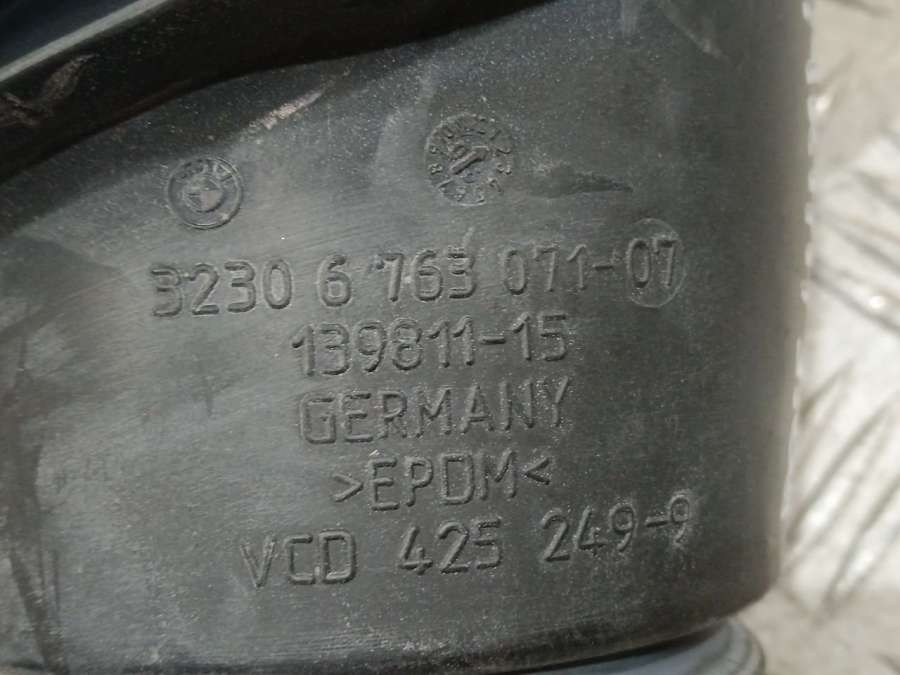 3230 6 763 071-07
139811-15
GERMANY
>EPDM<
VCD 425 249-9